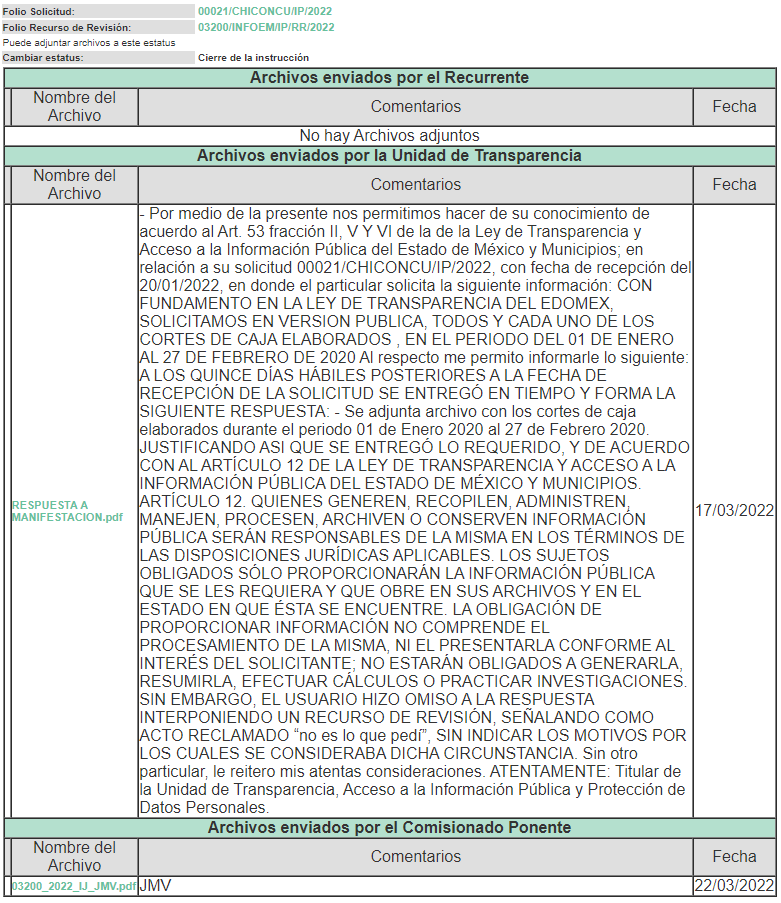 Folio Solicitud: 00021/CHICONCU/IP/2022
Folio Recurso de Revisión: 03200/INFOEM/IP/RR/2022
Puede adjuntar archivos a este estatus
Cambiar estatus: Cierre de la instrucción
Archivos enviados por el Recurrente
Nombre del Archivo Comentarios Fecha
No hay Archivos adjuntos
Archivos enviados por la Unidad de Transparencia
Nombre del Archivo Comentarios Fecha
RESPUESTA A
MANIFESTACION.pdf
- Por medio de la presente nos permitimos hacer de su conocimiento de
acuerdo al Art. 53 fracción II, V Y VI de la de la Ley de Transparencia y
Acceso a la Información Pública del Estado de México y Municipios; en
relación a su solicitud 00021/CHICONCU/IP/2022, con fecha de recepción del
20/01/2022, en donde el particular solicita la siguiente información: CON
FUNDAMENTO EN LA LEY DE TRANSPARENCIA DEL EDOMEX,
SOLICITAMOS EN VERSION PUBLICA, TODOS Y CADA UNO DE LOS
CORTES DE CAJA ELABORADOS , EN EL PERIODO DEL 01 DE ENERO
AL 27 DE FEBRERO DE 2020 Al respecto me permito informarle lo siguiente:
A LOS QUINCE DÍAS HÁBILES POSTERIORES A LA FECHA DE
RECEPCIÓN DE LA SOLICITUD SE ENTREGÓ EN TIEMPO Y FORMA LA
SIGUIENTE RESPUESTA: - Se adjunta archivo con los cortes de caja
elaborados durante el periodo 01 de Enero 2020 al 27 de Febrero 2020.
JUSTIFICANDO ASI QUE SE ENTREGÓ LO REQUERIDO, Y DE ACUERDO
CON AL ARTÍCULO 12 DE LA LEY DE TRANSPARENCIA Y ACCESO A LA
INFORMACIÓN PÚBLICA DEL ESTADO DE MÉXICO Y MUNICIPIOS.
ARTÍCULO 12. QUIENES GENEREN, RECOPILEN, ADMINISTREN,
MANEJEN, PROCESEN, ARCHIVEN O CONSERVEN INFORMACIÓN
PÚBLICA SERÁN RESPONSABLES DE LA MISMA EN LOS TÉRMINOS DE
LAS DISPOSICIONES JURÍDICAS APLICABLES. LOS SUJETOS
OBLIGADOS SÓLO PROPORCIONARÁN LA INFORMACIÓN PÚBLICA
QUE SE LES REQUIERA Y QUE OBRE EN SUS ARCHIVOS Y EN EL
ESTADO EN QUE ÉSTA SE ENCUENTRE. LA OBLIGACIÓN DE
PROPORCIONAR INFORMACIÓN NO COMPRENDE EL
PROCESAMIENTO DE LA MISMA, NI EL PRESENTARLA CONFORME AL
INTERÉS DEL SOLICITANTE; NO ESTARÁN OBLIGADOS A GENERARLA,
RESUMIRLA, EFECTUAR CÁLCULOS O PRACTICAR INVESTIGACIONES.
SIN EMBARGO, EL USUARIO HIZO OMISO A LA RESPUESTA
INTERPONIENDO UN RECURSO DE REVISIÓN, SEÑALANDO COMO
ACTO RECLAMADO “no es lo que pedí”, SIN INDICAR LOS MOTIVOS POR
LOS CUALES SE CONSIDERABA DICHA CIRCUNSTANCIA. Sin otro
particular, le reitero mis atentas consideraciones. ATENTAMENTE: Titular de
la Unidad de Transparencia, Acceso a la Información Pública y Protección de
Datos Personales.
17/03/2022
Archivos enviados por el Comisionado Ponente
Nombre del Archivo Comentarios Fecha
03200_2022_IJ_JMV.pdf JMV 22/03/2022